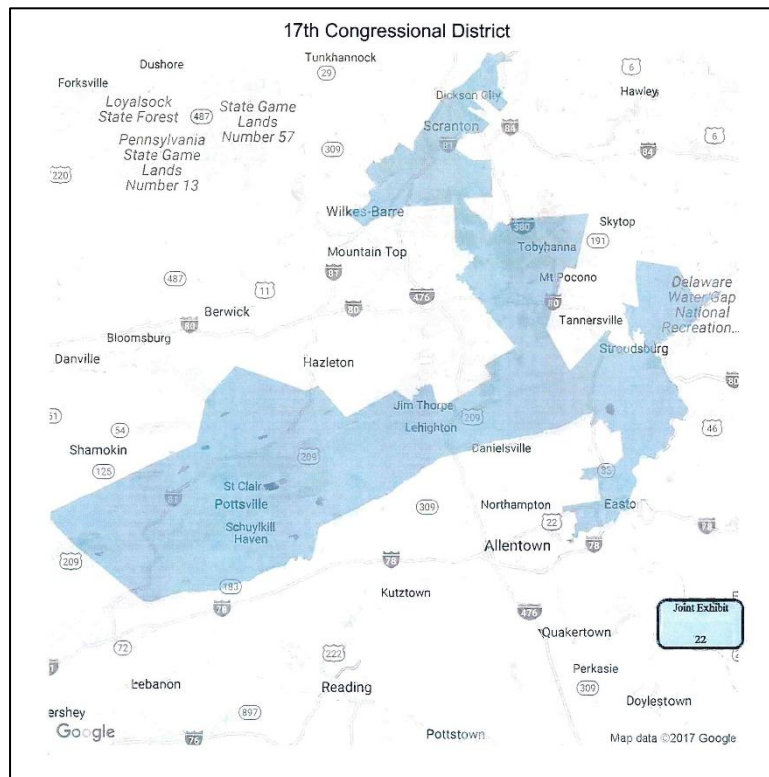 17th Congressional District
Tunkhannock
Dushore
29
6
Forksville
Dickson City
Hawley
Loyalsock
State Forest
487
State Game
Lands
Number 57
Scranton
84
6
Pennsylvania
State Game
Lands
Number 13
309
81
84
220
Wilkes-Barre
Skytop
380
191
Tobyhanna
Mountain Top
81
Mt Pocono
487
11
476
Delaware
Water Gap
National
Recreation...
80
Berwick
80
80
Tannersville
Bloomsburg
Stroudsburg
Danville
Hazleton
80
Jim Thorpe
209
54
Lehighton
46
Shamokin
125
209
Danielsville
33
81
St Clair
Pottsville
309
Northampton
Easton
22
Schuylkill
Haven
Allentown
78
209
78
183
78
Kutztown
476
Joint Exhibit
22
72
Quakertown
222
Perkasie
Lebanon
Reading
309
Doylestown
ershey
897
Google
76
Pottstown
Map data ©2017 Google